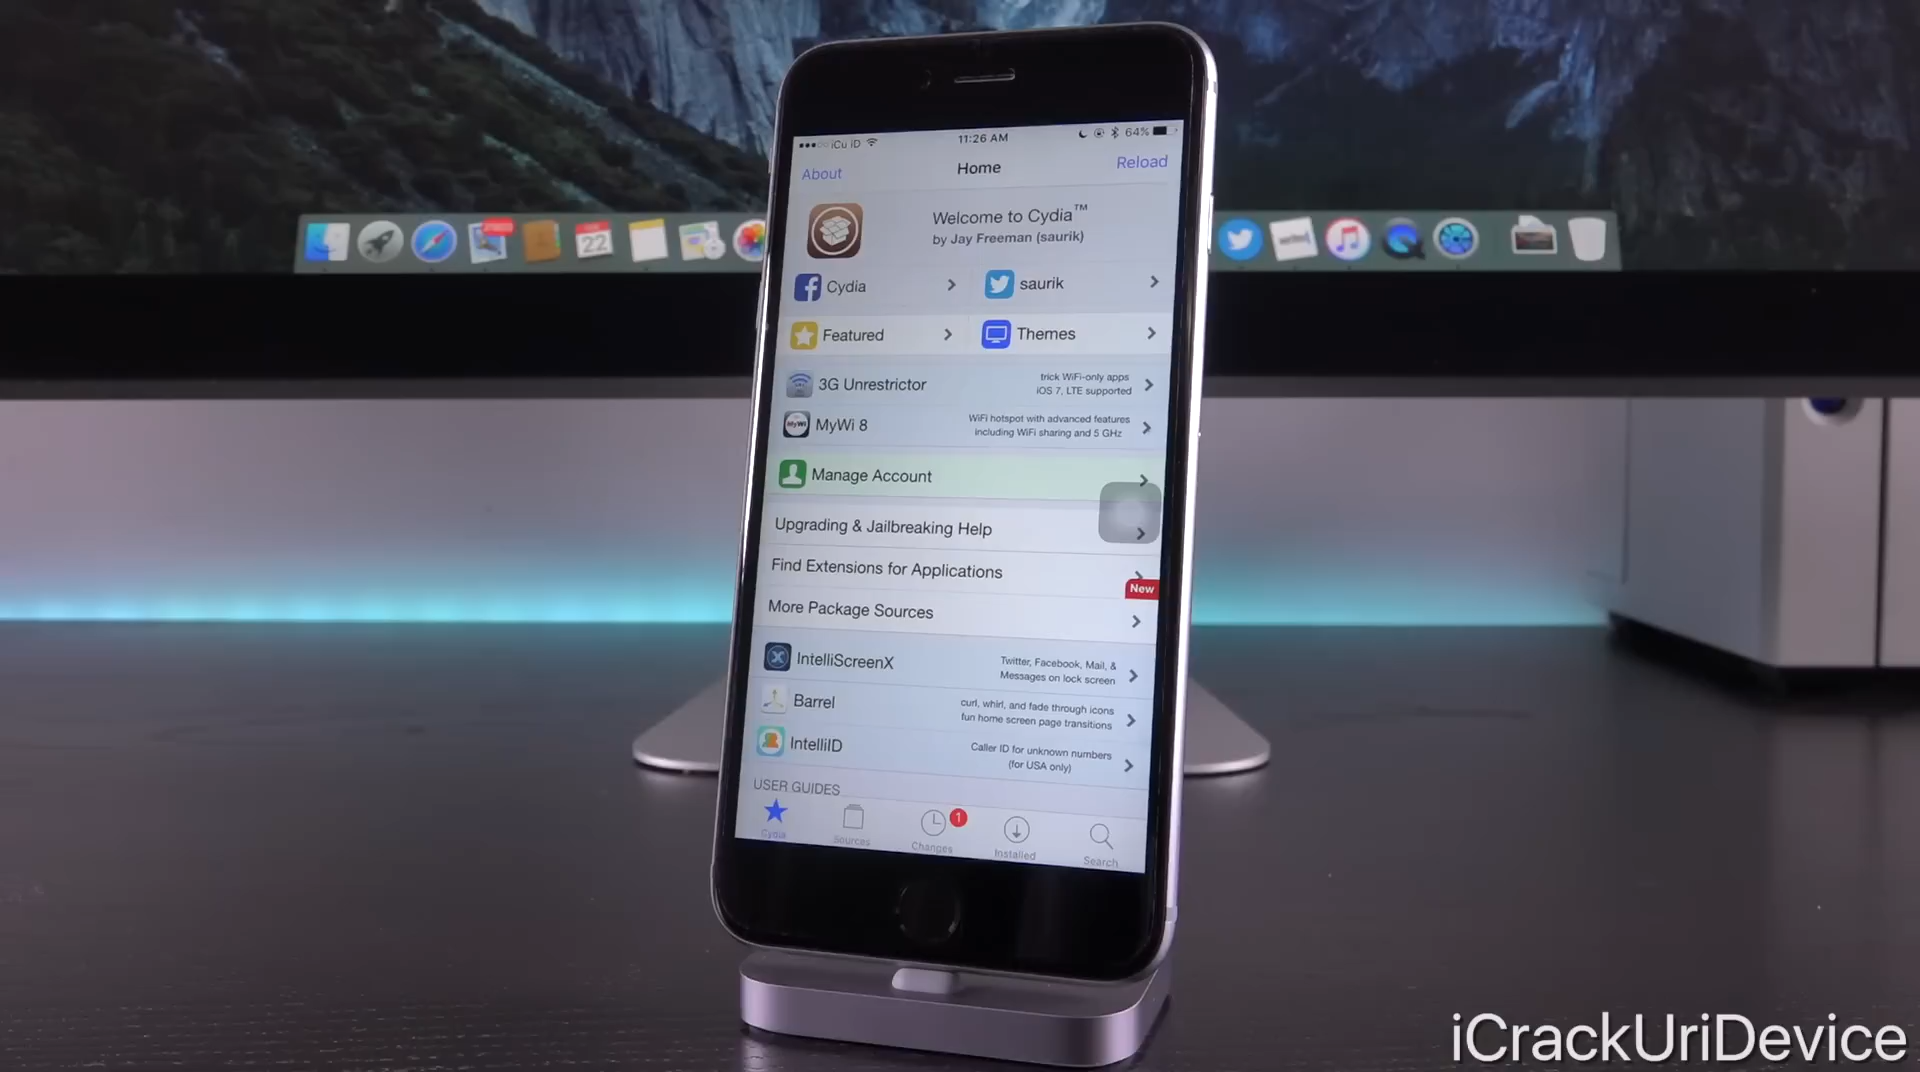 iCu iD
11:26 AM
64%
About
Home
Reload
Welcome to Cydia™
by Jay Freeman (saurik)
Cydia
saurik
Featured
Themes
3G Unrestrictor
trick WiFi-only apps
iOS 7, LTE supported
MyWi
MyWi 8
WiFi hotspot with advanced features
including WiFi sharing and 5 GHz
Manage Account
Upgrading & Jailbreaking Help
Find Extensions for Applications
New
More Package Sources
IntelliScreenX
Twitter, Facebook, Mail, &
Messages on lock screen
Barrel
curl, whirl, and fade through icons
fun home screen page transitions
IntelliID
Caller ID for unknown numbers
(for USA only)
USER GUIDES
Cydia
Sources
Changes
1
Installed
Search
22
iCrackUriDevice